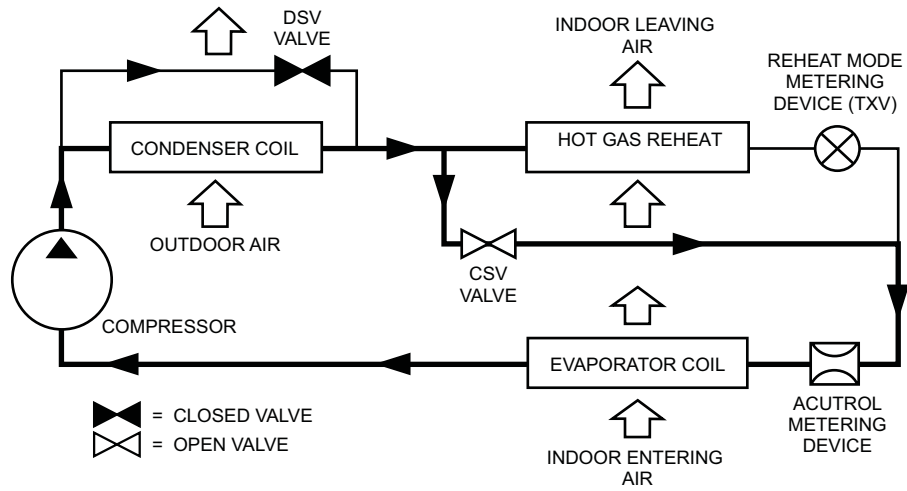 DSV
VALVE
INDOOR LEAVING
AIR
REHEAT MODE
METERING
DEVICE (TXV)
CONDENSER COIL
HOT GAS REHEAT
OUTDOOR AIR
CSV
VALVE
COMPRESSOR
EVAPORATOR COIL
ACUTROL
METERING
DEVICE
= CLOSED VALVE
= OPEN VALVE
INDOOR ENTERING
AIR